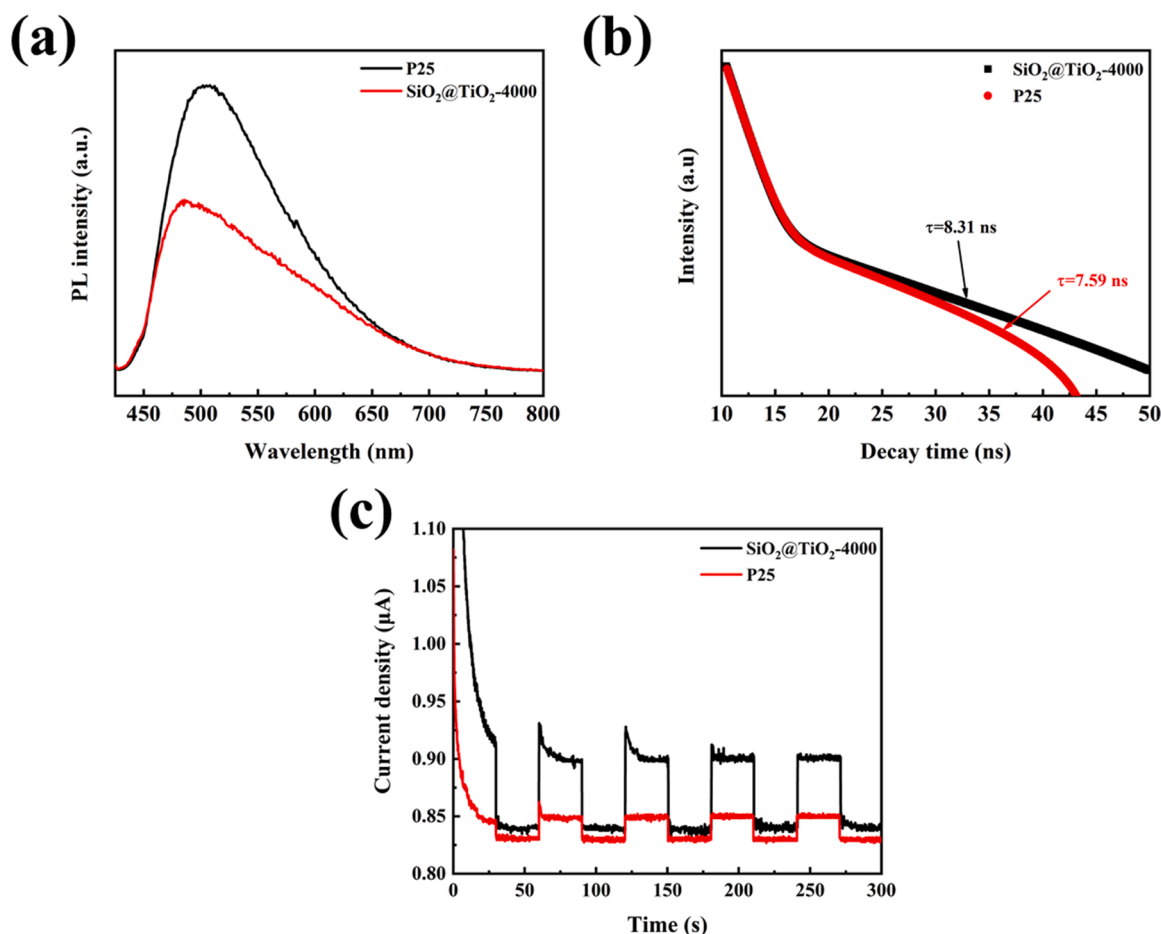 (a)
P25
SiO₂@TiO₂-4000
PL intensity (a.u.)
450 500 550 600 650 700 750 800
Wavelength (nm)
(b)
SiO₂@TiO₂-4000
P25
Intensity (a.u)
τ=8.31 ns
τ=7.59 ns
10 15 20 25 30 35 40 45 50
Decay time (ns)
(c)
SiO₂@TiO₂-4000
P25
Current density (μA)
1.10
1.05
1.00
0.95
0.90
0.85
0.80
0 50 100 150 200 250 300
Time (s)